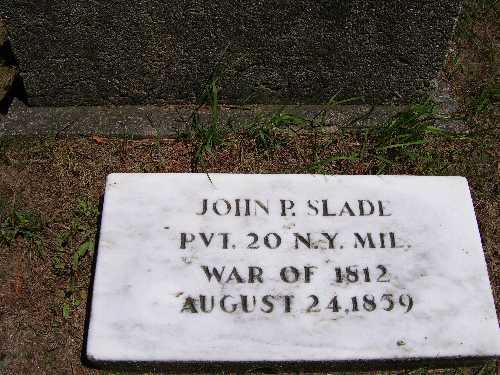 JOHN P. SLADE
PVT. 20 N.Y. MIL.
WAR OF 1812
AUGUST 24, 1859